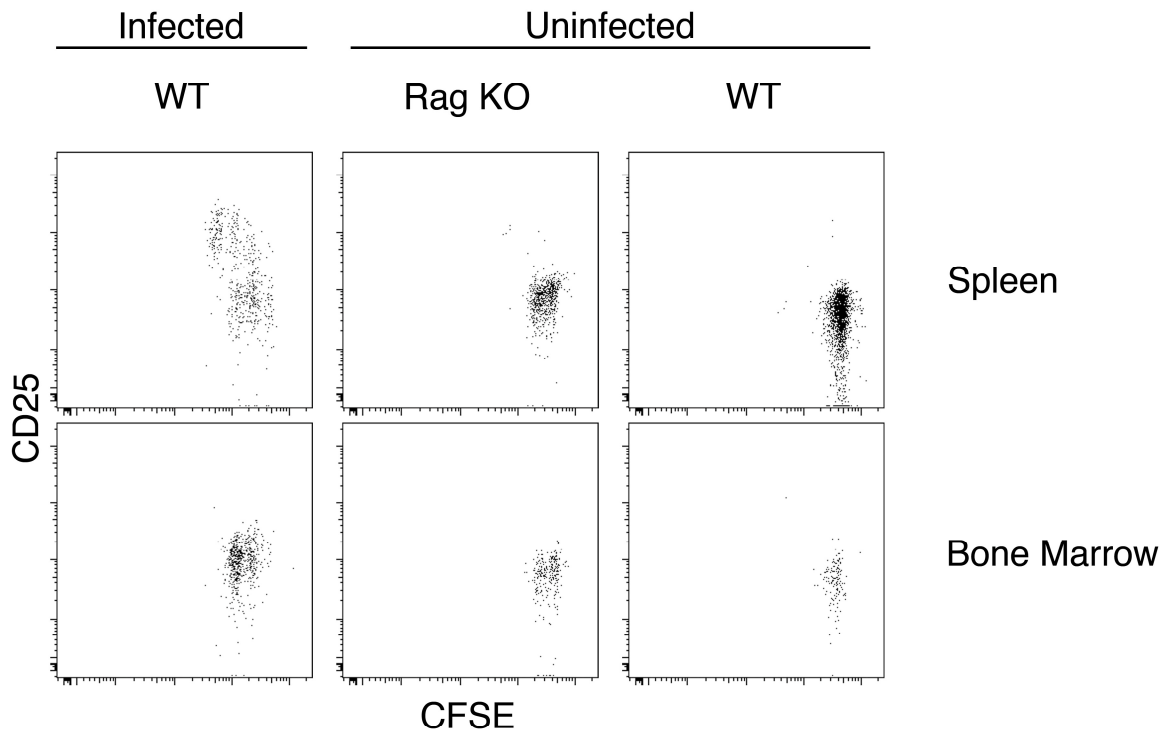 Infected
Uninfected
WT
Rag KO
WT
Spleen
CD25
Bone Marrow
CFSE